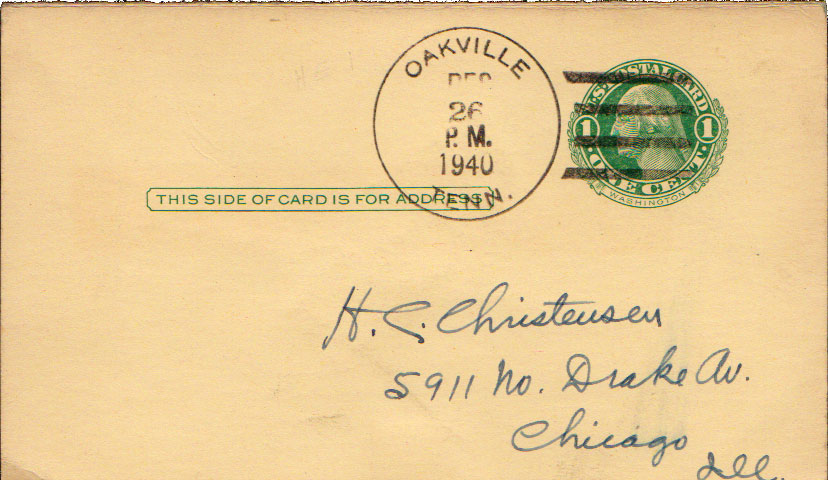 OAKVILLE
DEC
26
P.M.
1940
TENN.
U.S. POSTAL CARD
1 1
ONE CENT
WASHINGTON
THIS SIDE OF CARD IS FOR ADDRESS
H. C. Christensen
5911 No. Drake Av.
Chicago
Ill.